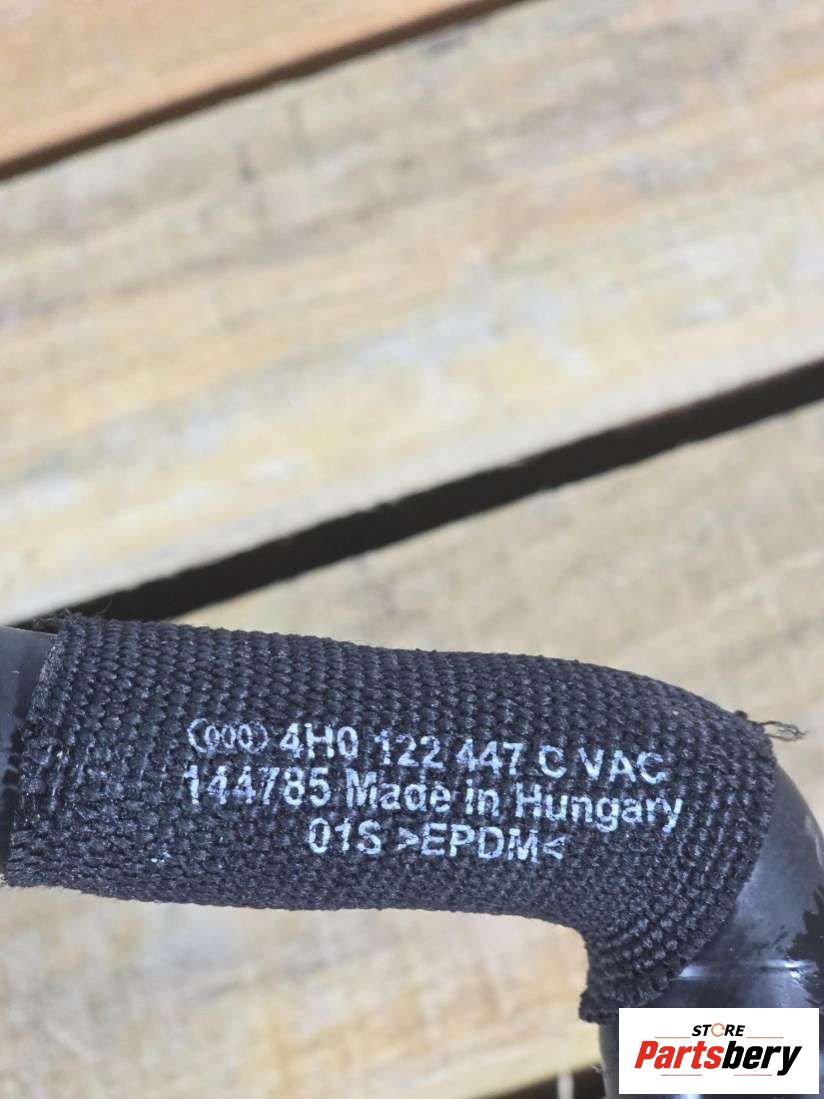 4H0 122 447 C VAC
144785 Made in Hungary
01S >EPDM<
STORE
Partsbery